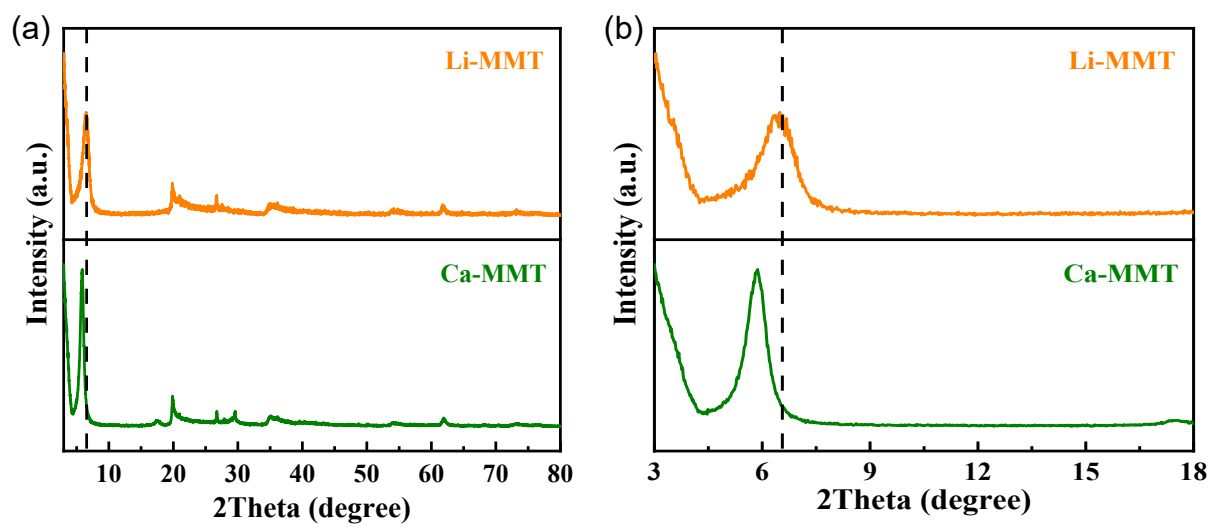 (a)
Li-MMT
Ca-MMT
Intensity (a.u.)
10 20 30 40 50 60 70 80
2Theta (degree)
(b)
Li-MMT
Ca-MMT
Intensity (a.u.)
3 6 9 12 15 18
2Theta (degree)